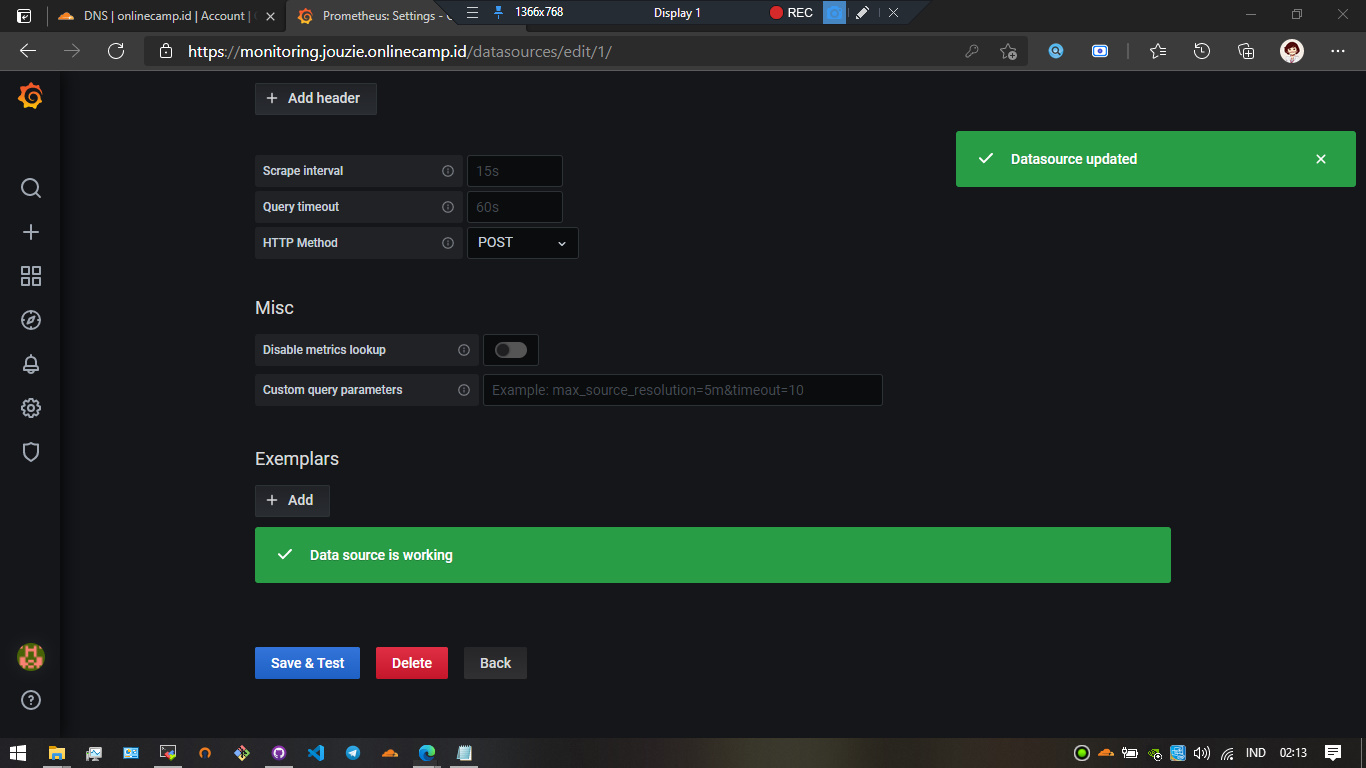 DNS | onlinecamp.id | Account |
Prometheus: Settings -
1366x768
Display 1
REC
https://monitoring.jouzie.onlinecamp.id/datasources/edit/1/
+ Add header
Datasource updated
Scrape interval
15s
Query timeout
60s
HTTP Method
POST
Misc
Disable metrics lookup
Custom query parameters
Example: max_source_resolution=5m&timeout=10
Exemplars
+ Add
Data source is working
Save & Test
Delete
Back
IND
02:13